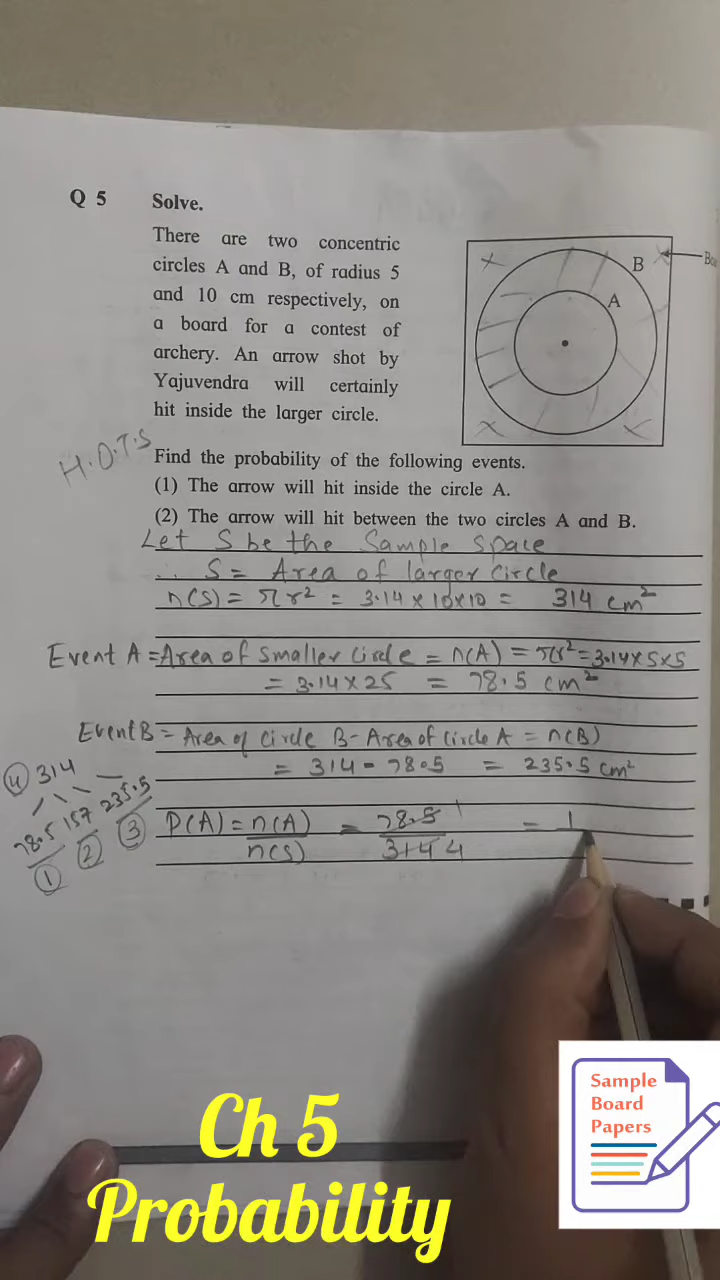 Q 5 Solve.
There are two concentric
circles A and B, of radius 5
and 10 cm respectively, on
a board for a contest of
archery. An arrow shot by
Yajuvendra will certainly
hit inside the larger circle.
B
A
H.O.T.S
Find the probability of the following events.
(1) The arrow will hit inside the circle A.
(2) The arrow will hit between the two circles A and B.
Let S be the Sample space
∴ S = Area of larger circle
n(S) = πr² = 3.14×10×10 = 314 cm²
Event A = Area of smaller circle = n(A) = πr² = 3.14×5×5
= 3.14×25 = 78.5 cm²
Event B = Area of circle B - Area of circle A = n(B)
= 314 - 78.5 = 235.5 cm²
④ 314
78.5 157 235.5
① ② ③
P(A) = n(A) = 78.5 1 = 1
n(S) 314 4
Sample
Board
Papers
Ch 5
Probability